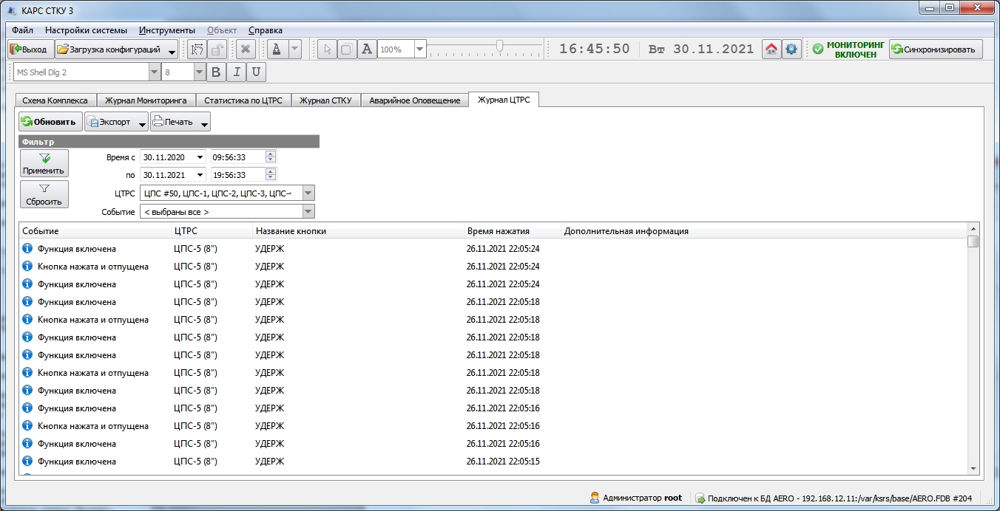 КАРС СТКУ 3
Файл Настройки системы Инструменты Объект Справка
Выход Загрузка конфигураций A 100% 16:45:50 Вт 30.11.2021 МОНИТОРИНГ ВКЛЮЧЕН Синхронизировать
MS Shell Dlg 2 8 B I U
Схема Комплекса Журнал Мониторинга Статистика по ЦТРС Журнал СТКУ Аварийное Оповещение Журнал ЦТРС
Обновить Экспорт Печать
Фильтр
Применить Время с 30.11.2020 09:56:33
по 30.11.2021 19:56:33
Сбросить ЦТРС ЦПС #50, ЦПС-1, ЦПС-2, ЦПС-3, ЦПС-
Событие < выбраны все >
Событие ЦТРС Название кнопки Время нажатия Дополнительная информация
Функция включена ЦПС-5 (8") УДЕРЖ 26.11.2021 22:05:24
Кнопка нажата и отпущена ЦПС-5 (8") УДЕРЖ 26.11.2021 22:05:24
Функция включена ЦПС-5 (8") УДЕРЖ 26.11.2021 22:05:24
Функция включена ЦПС-5 (8") УДЕРЖ 26.11.2021 22:05:18
Кнопка нажата и отпущена ЦПС-5 (8") УДЕРЖ 26.11.2021 22:05:18
Функция включена ЦПС-5 (8") УДЕРЖ 26.11.2021 22:05:18
Функция включена ЦПС-5 (8") УДЕРЖ 26.11.2021 22:05:18
Кнопка нажата и отпущена ЦПС-5 (8") УДЕРЖ 26.11.2021 22:05:18
Функция включена ЦПС-5 (8") УДЕРЖ 26.11.2021 22:05:18
Функция включена ЦПС-5 (8") УДЕРЖ 26.11.2021 22:05:16
Кнопка нажата и отпущена ЦПС-5 (8") УДЕРЖ 26.11.2021 22:05:16
Функция включена ЦПС-5 (8") УДЕРЖ 26.11.2021 22:05:16
Функция включена ЦПС-5 (8") УДЕРЖ 26.11.2021 22:05:15
Администратор root Подключен к БД AERO - 192.168.12.11:/var/ksrs/base/AERO.FDB #204